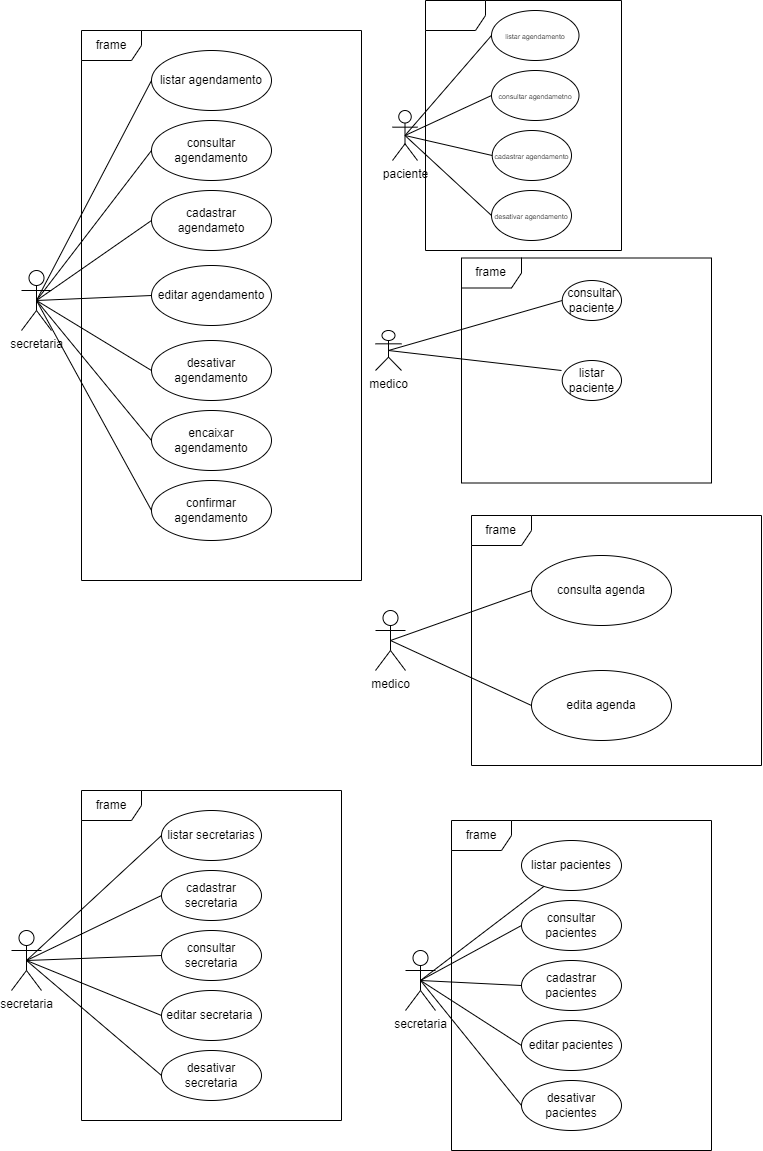 frame
listar agendamento
consultar
agendamento
cadastrar
agendameto
editar agendamento
desativar
agendamento
encaixar
agendamento
confirmar
agendamento
secretaria
listar agendamento
consultar agendametno
cadastrar agendamento
desativar agendamento
paciente
frame
consultar
paciente
listar
paciente
medico
frame
consulta agenda
edita agenda
medico
frame
listar secretarias
cadastrar
secretaria
consultar
secretaria
editar secretaria
desativar
secretaria
secretaria
frame
listar pacientes
consultar
pacientes
cadastrar
pacientes
editar pacientes
desativar
pacientes
secretaria